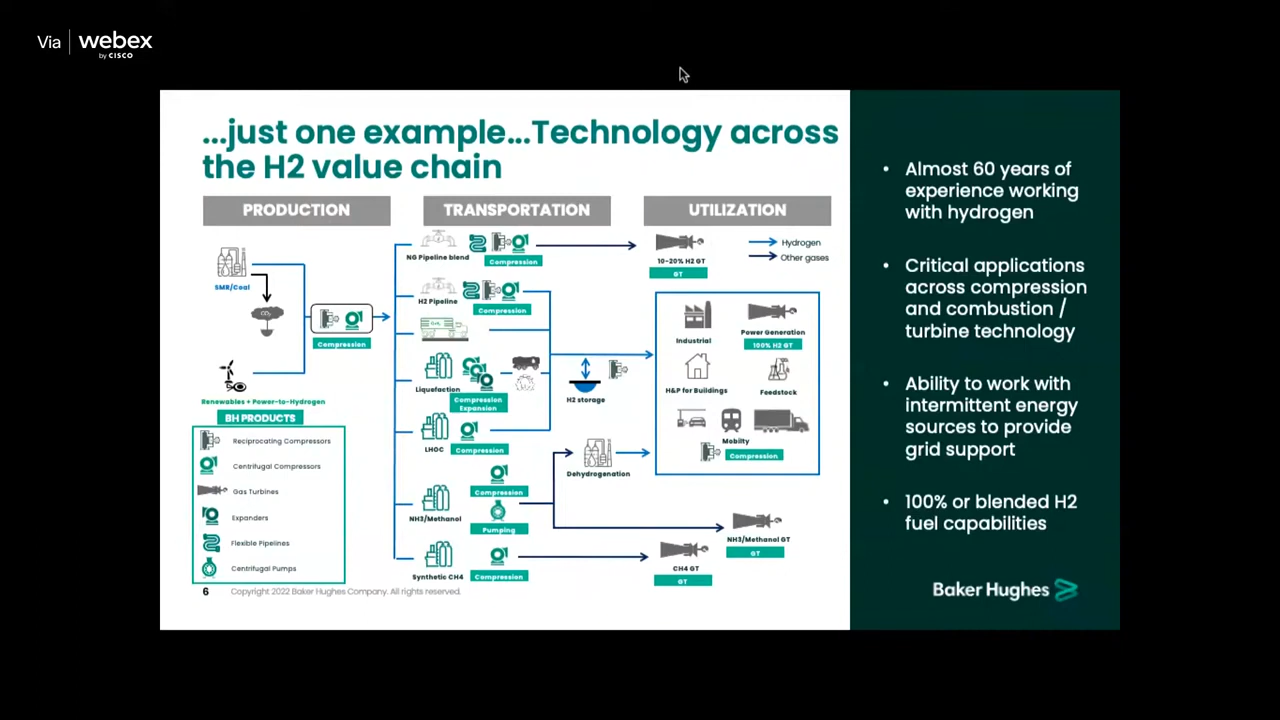 Via webex
by CISCO
...just one example...Technology across
the H2 value chain
PRODUCTION
TRANSPORTATION
UTILIZATION
SMR/Coal
CO₂
Compression
Renewables + Power-to-Hydrogen
BH PRODUCTS
Reciprocating Compressors
Centrifugal Compressors
Gas Turbines
Expanders
Flexible Pipelines
Centrifugal Pumps
NG Pipeline blend
Compression
H2 Pipeline
Compression
Liquefaction
Compression
Expansion
H2 storage
LHOC
Compression
Compression
NH3/Methanol
Pumping
Dehydrogenation
Synthetic CH4
Compression
10-20% H2 GT
GT
Hydrogen
Other gases
Industrial
Power Generation
100% H2 GT
H&P for Buildings
Feedstock
Mobilty
Compression
NH3/Methanol GT
GT
CH4 GT
GT
6 Copyright 2022 Baker Hughes Company. All rights reserved.
• Almost 60 years of
experience working
with hydrogen
• Critical applications
across compression
and combustion /
turbine technology
• Ability to work with
intermittent energy
sources to provide
grid support
• 100% or blended H2
fuel capabilities
Baker Hughes